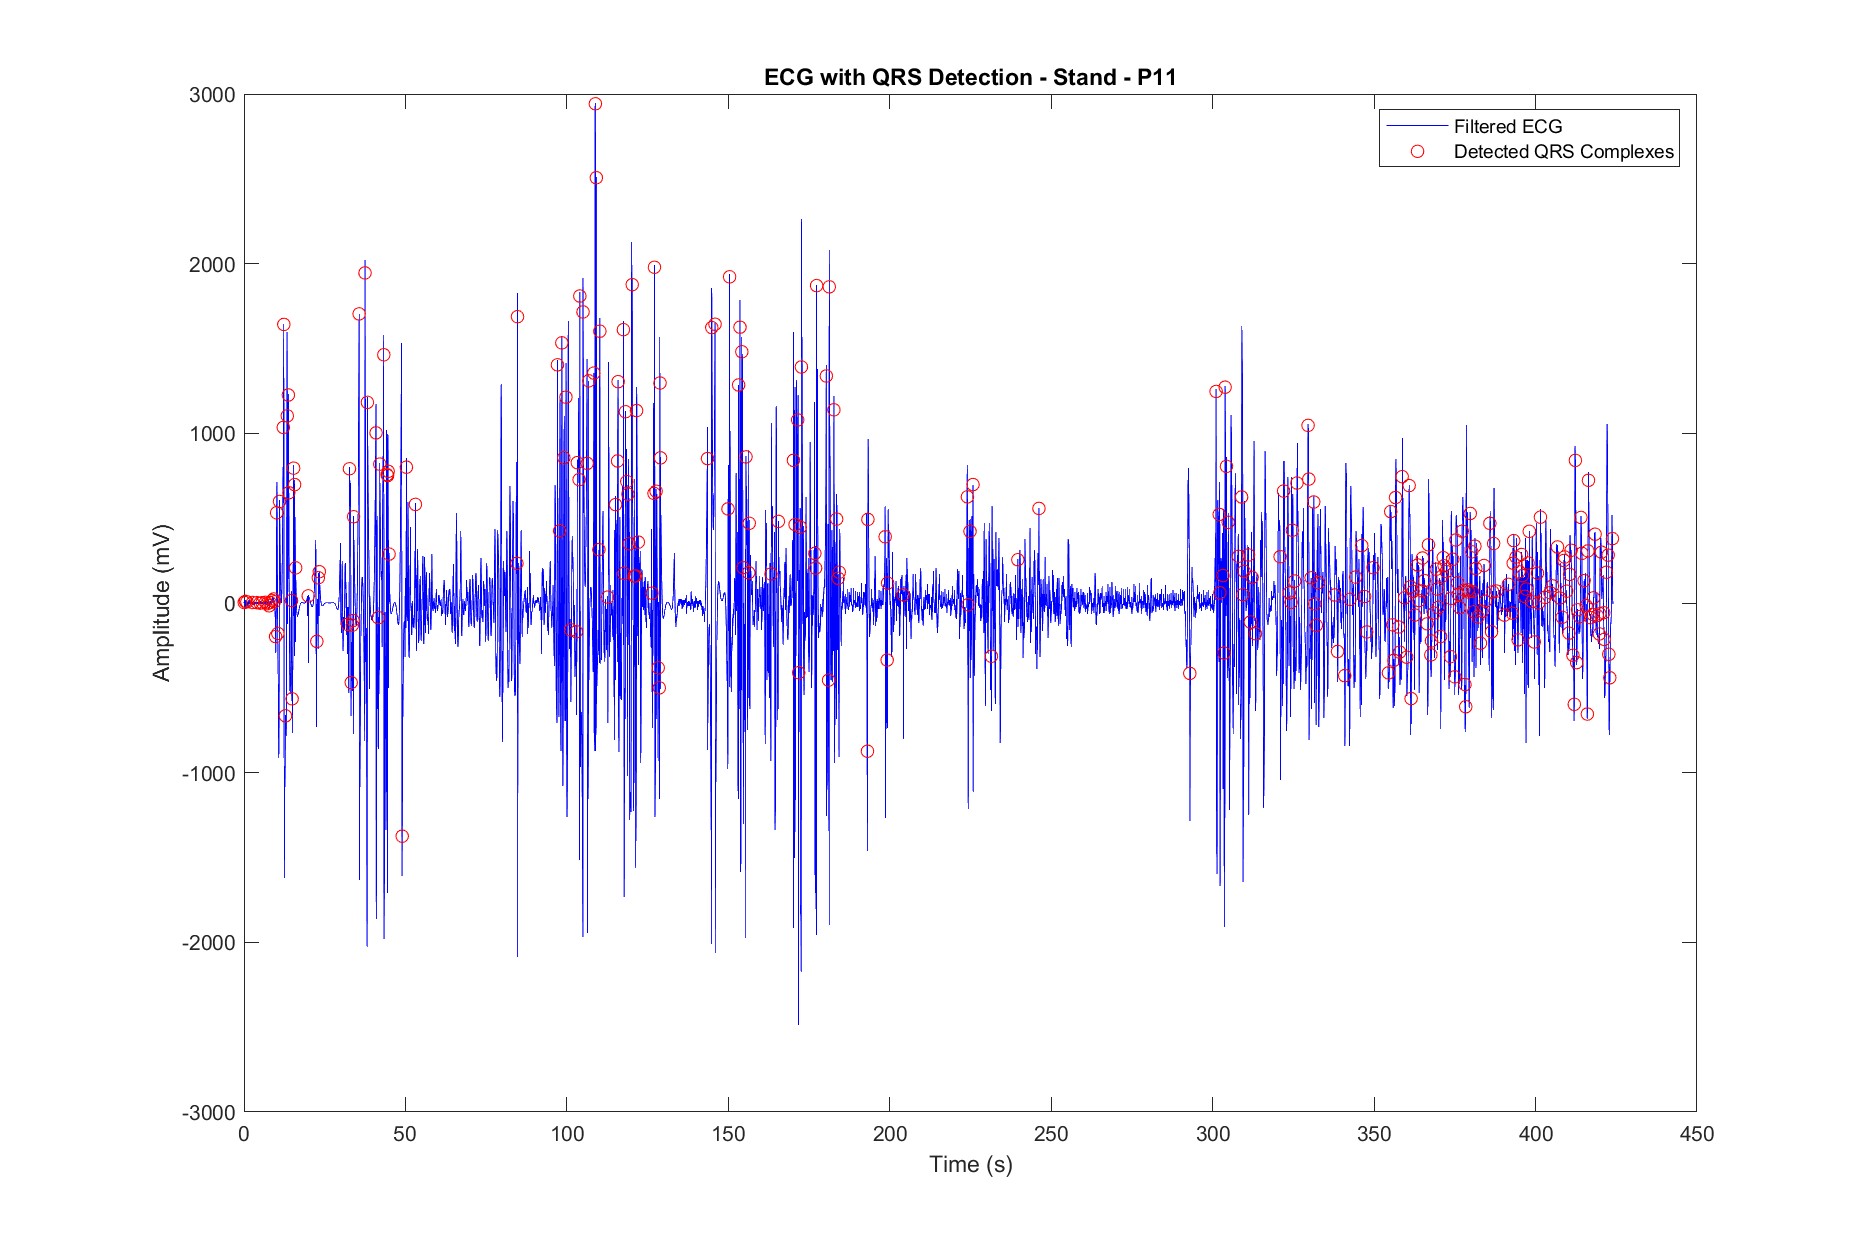 ECG with QRS Detection - Stand - P11
Filtered ECG
Detected QRS Complexes
3000
2000
1000
0
-1000
-2000
-3000
Amplitude (mV)
0 50 100 150 200 250 300 350 400 450
Time (s)